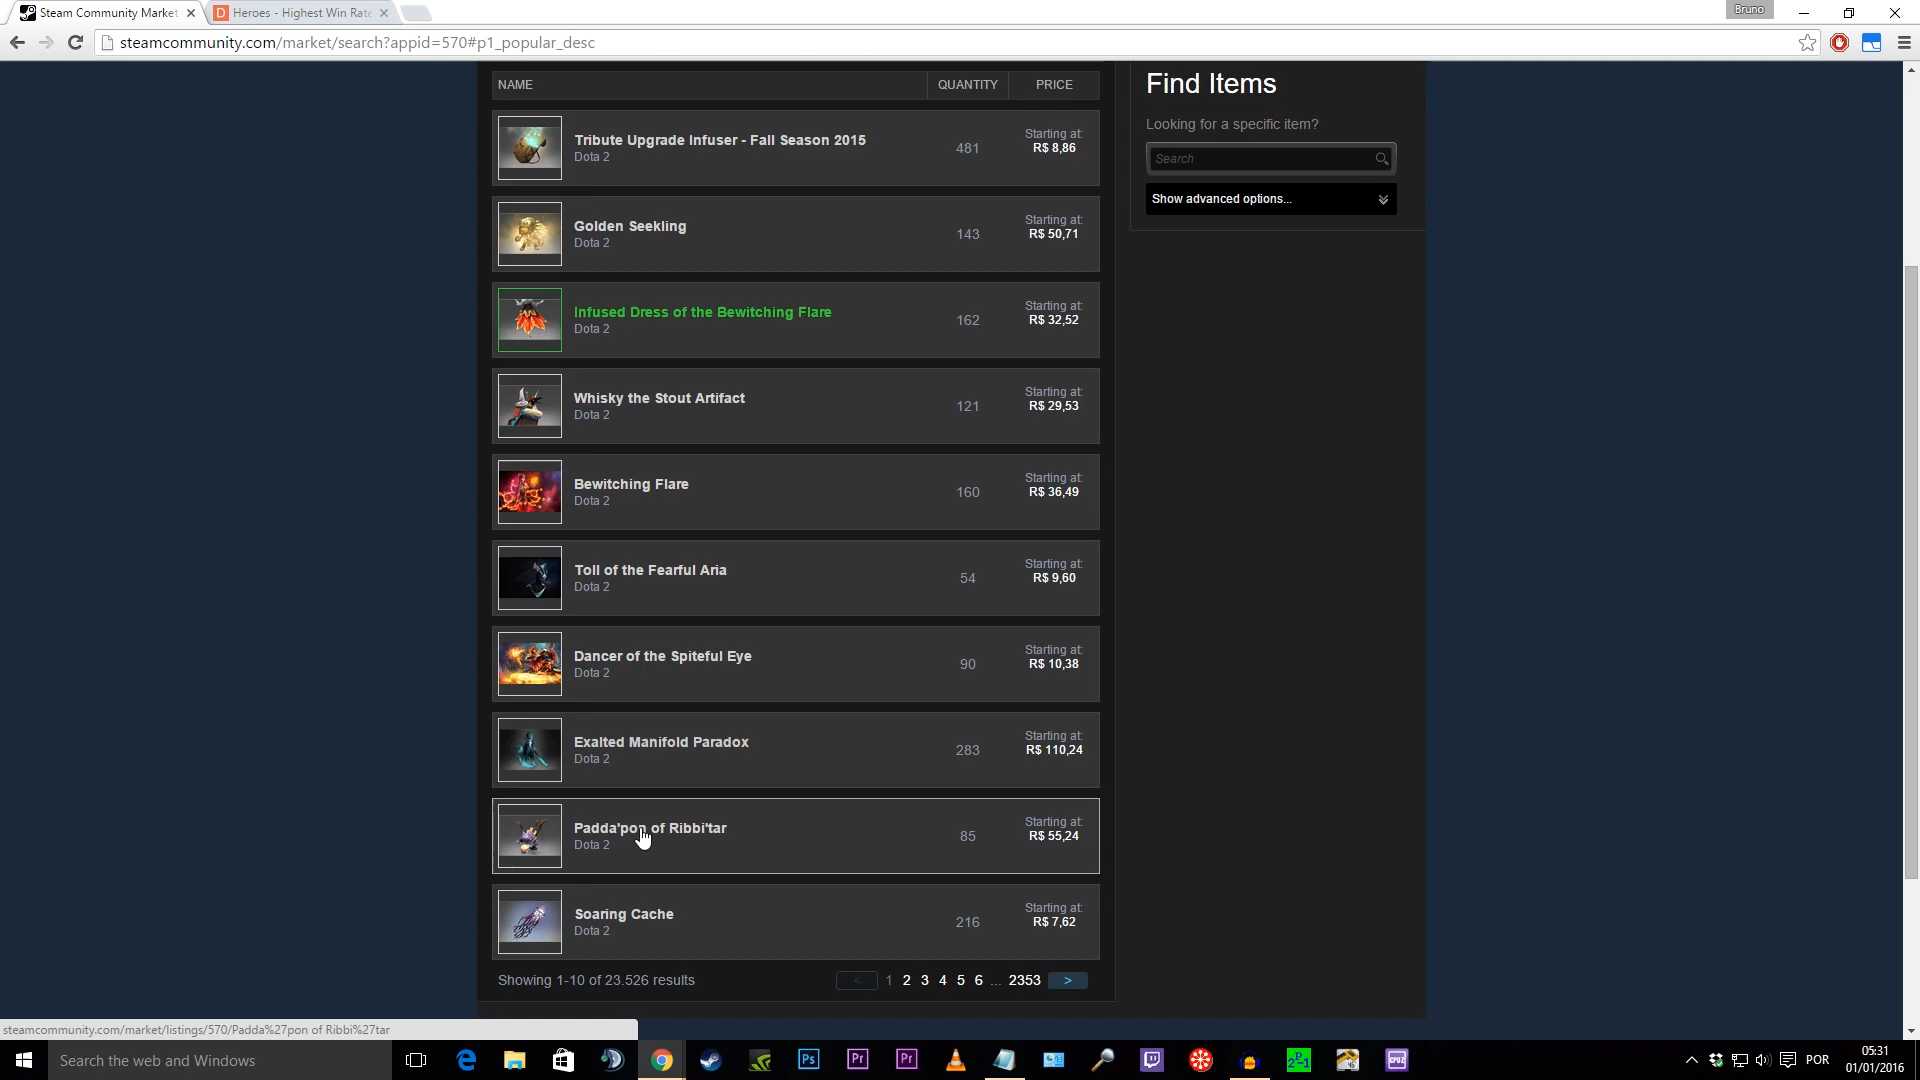 Steam Community Market
Heroes - Highest Win Rate
Bruno
steamcommunity.com/market/search?appid=570#p1_popular_desc
NAME
QUANTITY
PRICE
Tribute Upgrade Infuser - Fall Season 2015
Dota 2
481
Starting at:
R$ 8,86
Golden Seekling
Dota 2
143
Starting at:
R$ 50,71
Infused Dress of the Bewitching Flare
Dota 2
162
Starting at:
R$ 32,52
Whisky the Stout Artifact
Dota 2
121
Starting at:
R$ 29,53
Bewitching Flare
Dota 2
160
Starting at:
R$ 36,49
Toll of the Fearful Aria
Dota 2
54
Starting at:
R$ 9,60
Dancer of the Spiteful Eye
Dota 2
90
Starting at:
R$ 10,38
Exalted Manifold Paradox
Dota 2
283
Starting at:
R$ 110,24
Padda'pon of Ribbi'tar
Dota 2
85
Starting at:
R$ 55,24
Soaring Cache
Dota 2
216
Starting at:
R$ 7,62
Showing 1-10 of 23.526 results
< 1 2 3 4 5 6 ... 2353 >
Find Items
Looking for a specific item?
Search
Show advanced options...
steamcommunity.com/market/listings/570/Padda%27pon of Ribbi%27tar
Search the web and Windows
Ps
Pr
Pr
CPUZ
POR
05:31
01/01/2016